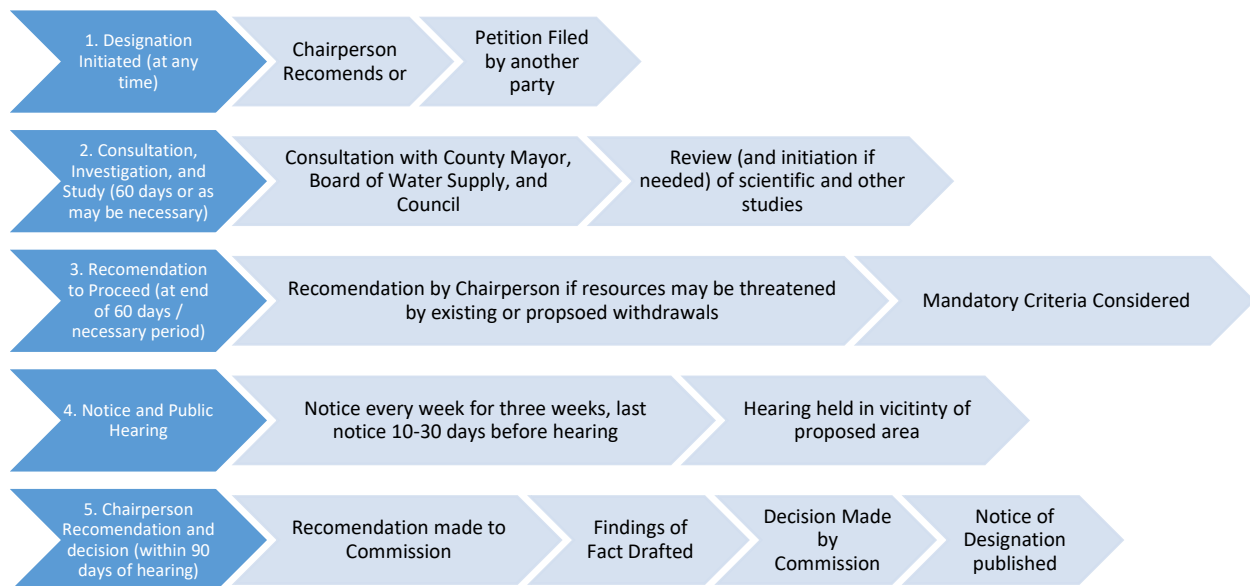 1. Designation
Initiated (at any
time)
Chairperson
Recomends or
Petition Filed
by another
party
2. Consultation,
Investigation, and
Study (60 days or as
may be necessary)
Consultation with County Mayor,
Board of Water Supply, and
Council
Review (and initiation if
needed) of scientific and other
studies
3. Recomendation
to Proceed (at end
of 60 days /
necessary period)
Recomendation by Chairperson if resources may be threatened
by existing or propsoed withdrawals
Mandatory Criteria Considered
4. Notice and Public
Hearing
Notice every week for three weeks, last
notice 10-30 days before hearing
Hearing held in vicitinty of
proposed area
5. Chairperson
Recomendation and
decision (within 90
days of hearing)
Recomendation made to
Commission
Findings of
Fact Drafted
Decision Made
by
Commission
Notice of
Designation
published